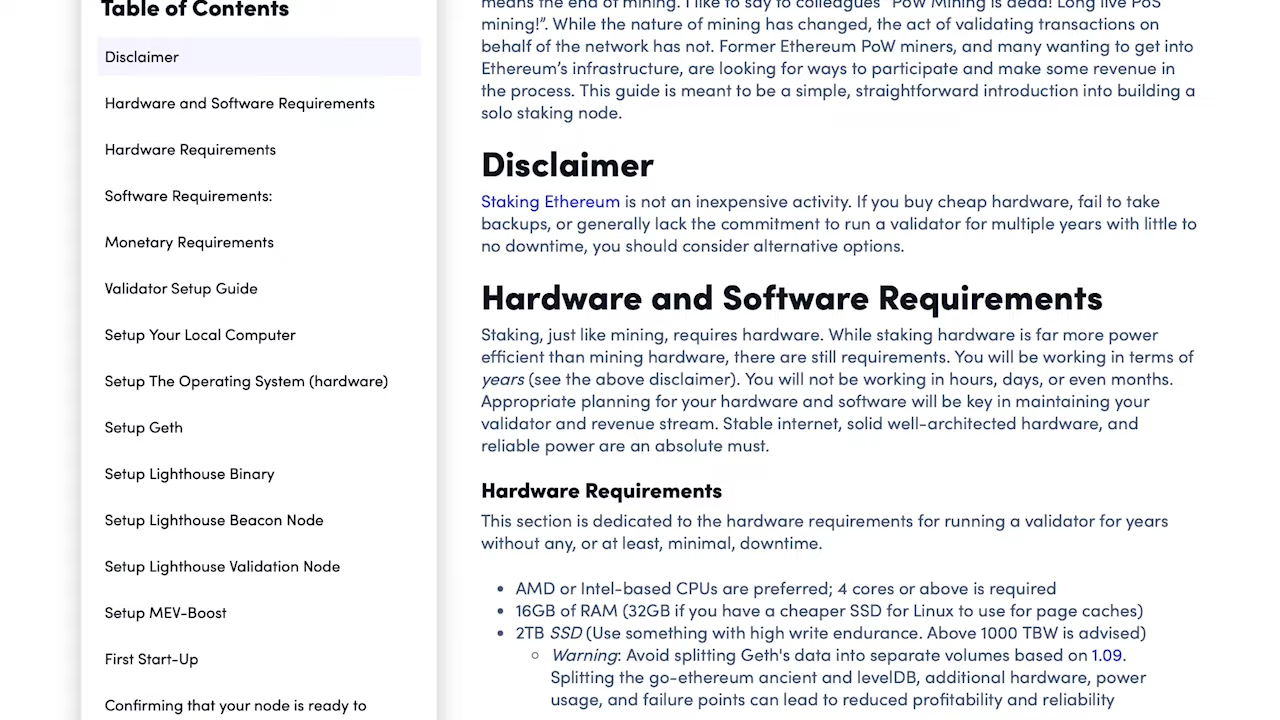 Table of Contents
Disclaimer
Hardware and Software Requirements
Hardware Requirements
Software Requirements:
Monetary Requirements
Validator Setup Guide
Setup Your Local Computer
Setup The Operating System (hardware)
Setup Geth
Setup Lighthouse Binary
Setup Lighthouse Beacon Node
Setup Lighthouse Validation Node
Setup MEV-Boost
First Start-Up
Confirming that your node is ready to
means the end of mining. I like to say to colleagues "PoW Mining is dead! Long live PoS
mining!”. While the nature of mining has changed, the act of validating transactions on
behalf of the network has not. Former Ethereum PoW miners, and many wanting to get into
Ethereum’s infrastructure, are looking for ways to participate and make some revenue in
the process. This guide is meant to be a simple, straightforward introduction into building a
solo staking node.
Disclaimer
Staking Ethereum is not an inexpensive activity. If you buy cheap hardware, fail to take
backups, or generally lack the commitment to run a validator for multiple years with little to
no downtime, you should consider alternative options.
Hardware and Software Requirements
Staking, just like mining, requires hardware. While staking hardware is far more power
efficient than mining hardware, there are still requirements. You will be working in terms of
years (see the above disclaimer). You will not be working in hours, days, or even months.
Appropriate planning for your hardware and software will be key in maintaining your
validator and revenue stream. Stable internet, solid well-architected hardware, and
reliable power are an absolute must.
Hardware Requirements
This section is dedicated to the hardware requirements for running a validator for years
without any, or at least, minimal, downtime.
• AMD or Intel-based CPUs are preferred; 4 cores or above is required
• 16GB of RAM (32GB if you have a cheaper SSD for Linux to use for page caches)
• 2TB SSD (Use something with high write endurance. Above 1000 TBW is advised)
○ Warning: Avoid splitting Geth's data into separate volumes based on 1.09.
Splitting the go-ethereum ancient and levelDB, additional hardware, power
usage, and failure points can lead to reduced profitability and reliability